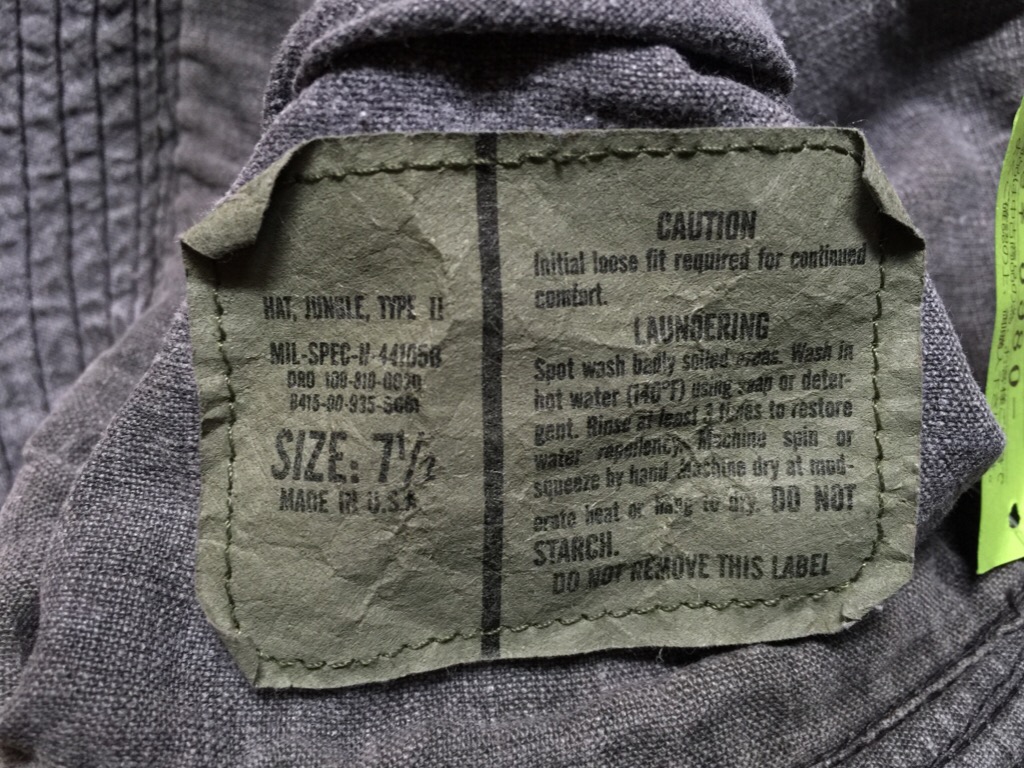 HAT, JUNGLE, TYPE II
MIL-SPEC-H 44105B
DRO 100-810-0020
8415-00-935-
SIZE: 7 1/2
MADE IN U.S.A.
CAUTION
Initial loose fit required for continued
comfort.
LAUNDERING
Spot wash badly soiled areas. Wash in
hot water (140°F) using soap or deter-
gent. Rinse at least 3 times to restore
water repellency. Machine spin or
squeeze by hand. Machine dry at mod-
erate heat or hang to dry. DO NOT
STARCH.
DO NOT REMOVE THIS LABEL